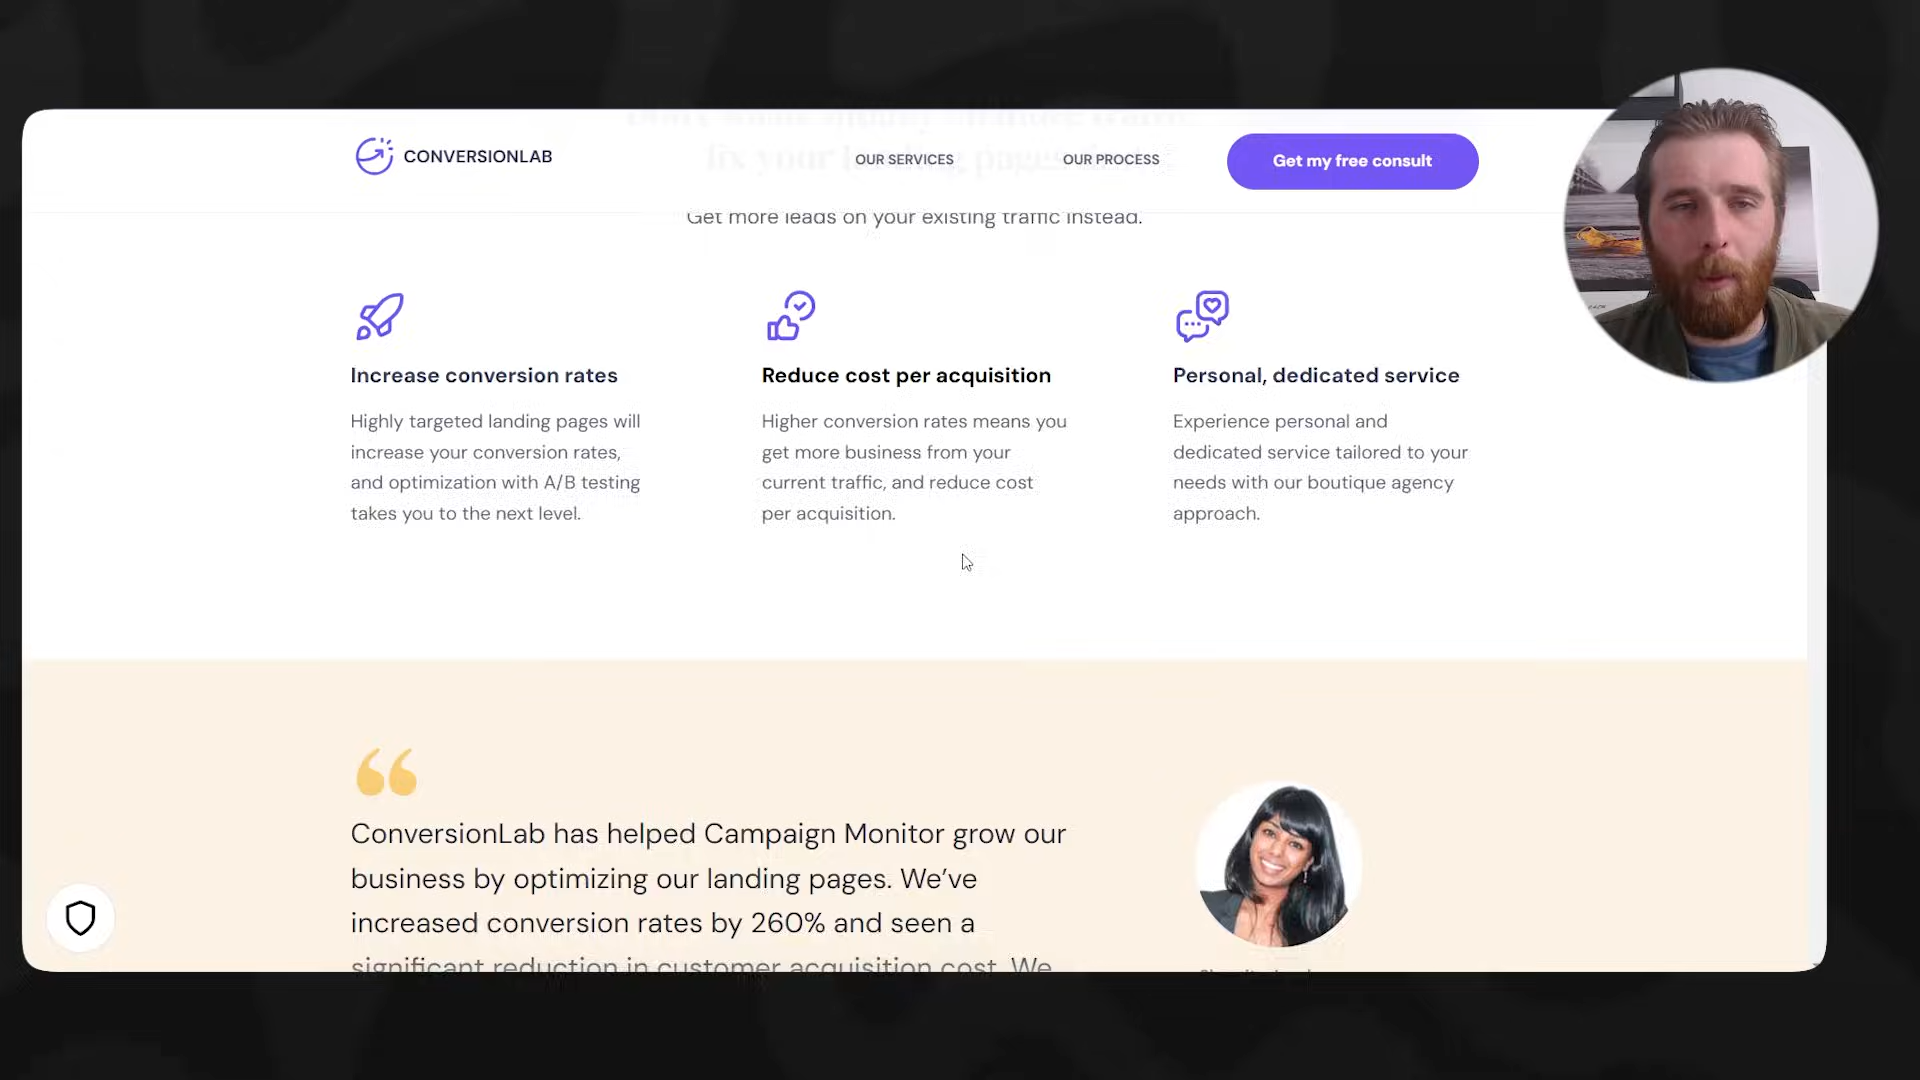 CONVERSIONLAB
OUR SERVICES
OUR PROCESS
Get my free consult
fix your landing pages
Get more leads on your existing traffic instead.
Increase conversion rates
Highly targeted landing pages will
increase your conversion rates,
and optimization with A/B testing
takes you to the next level.
Reduce cost per acquisition
Higher conversion rates means you
get more business from your
current traffic, and reduce cost
per acquisition.
Personal, dedicated service
Experience personal and
dedicated service tailored to your
needs with our boutique agency
approach.
ConversionLab has helped Campaign Monitor grow our
business by optimizing our landing pages. We’ve
increased conversion rates by 260% and seen a
significant reduction in customer acquisition cost. We